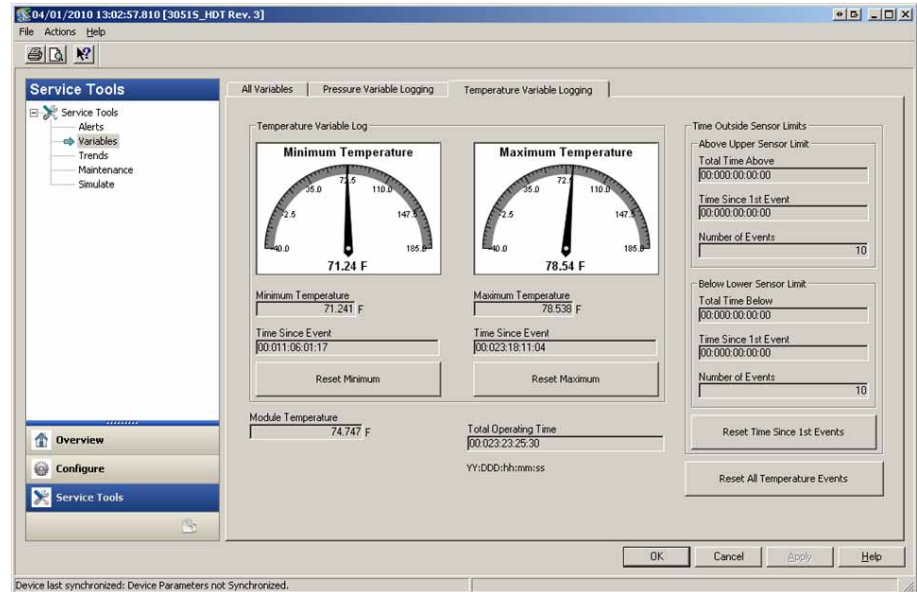 04/01/2010 13:02:57.810 [3051S_HDT Rev. 3]
File Actions Help
Service Tools
Service Tools
Alerts
Variables
Trends
Maintenance
Simulate
Overview
Configure
Service Tools
All Variables
Pressure Variable Logging
Temperature Variable Logging
Temperature Variable Log
Minimum Temperature
-40.0
-2.5
35.0
72.5
110.0
147.
185.0
71.24 F
Maximum Temperature
-40.0
-2.5
35.0
72.
110.0
147.
185.0
78.54 F
Minimum Temperature
71.241 F
Time Since Event
00:011:06:01:17
Reset Minimum
Maximum Temperature
78.538 F
Time Since Event
00:023:18:11:04
Reset Maximum
Module Temperature
74.747 F
Total Operating Time
00:023:23:25:30
YY:DDD:hh:mm:ss
Time Outside Sensor Limits
Above Upper Sensor Limit
Total Time Above
00:000:00:00:00
Time Since 1st Event
00:000:00:00:00
Number of Events
10
Below Lower Sensor Limit
Total Time Below
00:000:00:00:00
Time Since 1st Event
00:000:00:00:00
Number of Events
10
Reset Time Since 1st Events
Reset All Temperature Events
OK
Cancel
Apply
Help
Device last synchronized: Device Parameters not Synchronized.